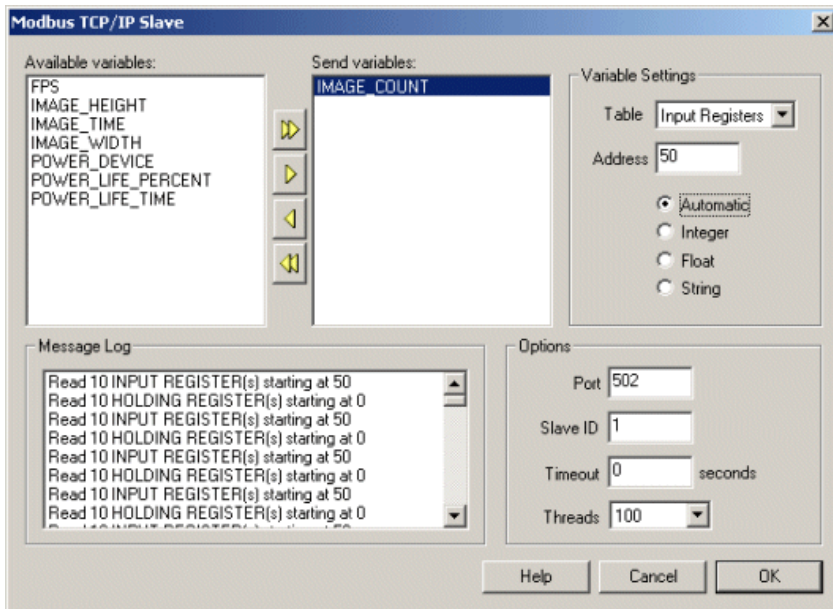 Modbus TCP/IP Slave
Available variables:
FPS
IMAGE_HEIGHT
IMAGE_TIME
IMAGE_WIDTH
POWER_DEVICE
POWER_LIFE_PERCENT
POWER_LIFE_TIME
Send variables:
IMAGE_COUNT
Variable Settings
Table Input Registers
Address 50
Automatic
Integer
Float
String
Message Log
Read 10 INPUT REGISTER(s) starting at 50
Read 10 HOLDING REGISTER(s) starting at 0
Read 10 INPUT REGISTER(s) starting at 50
Read 10 HOLDING REGISTER(s) starting at 0
Read 10 INPUT REGISTER(s) starting at 50
Read 10 HOLDING REGISTER(s) starting at 0
Read 10 INPUT REGISTER(s) starting at 50
Read 10 HOLDING REGISTER(s) starting at 0
Options
Port 502
Slave ID 1
Timeout 0 seconds
Threads 100
Help
Cancel
OK